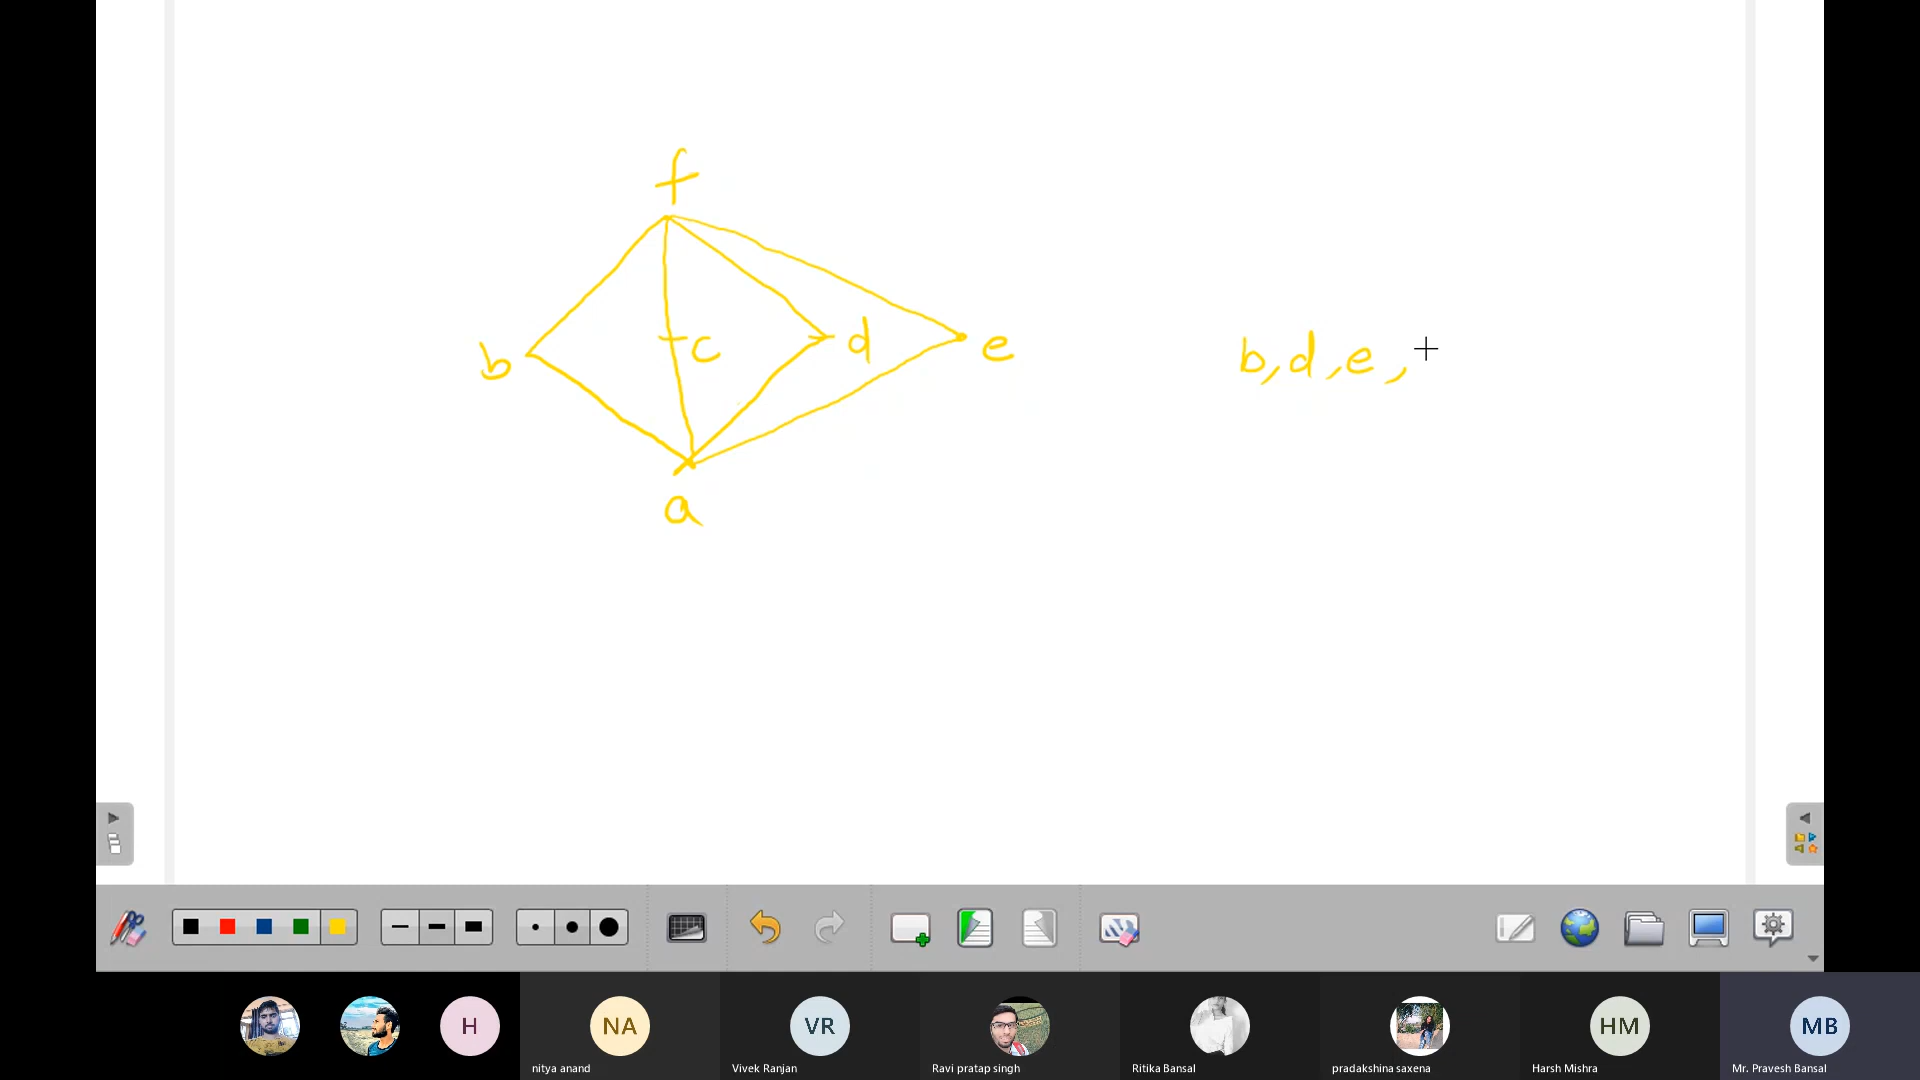 f
b c d e
b, d, e,
a
H NA VR HM MB
nitya anand Vivek Ranjan Ravi pratap singh Ritika Bansal pradakshina saxena Harsh Mishra Mr. Pravesh Bansal